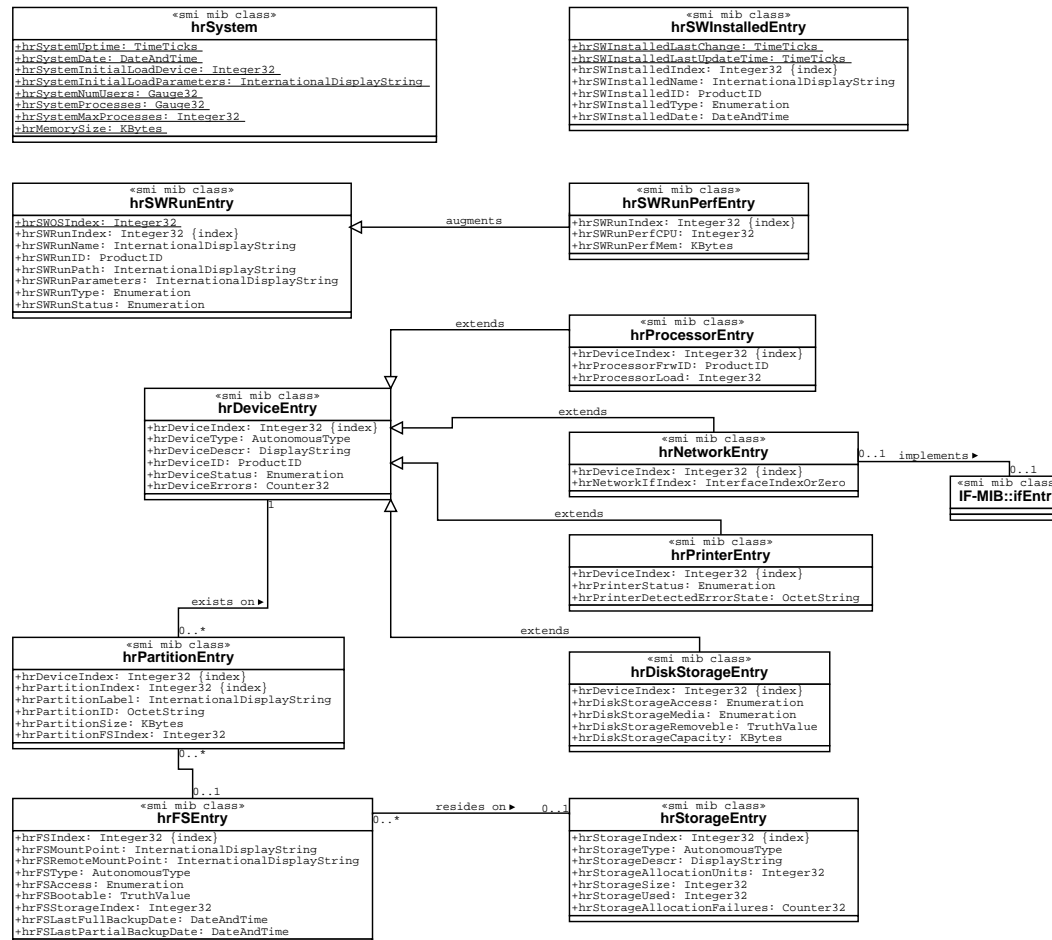 «smi mib class»
hrSystem
+hrSystemUptime: TimeTicks
+hrSystemDate: DateAndTime
+hrSystemInitialLoadDevice: Integer32
+hrSystemInitialLoadParameters: InternationalDisplayString
+hrSystemNumUsers: Gauge32
+hrSystemProcesses: Gauge32
+hrSystemMaxProcesses: Integer32
+hrMemorySize: KBytes
«smi mib class»
hrSWInstalledEntry
+hrSWInstalledLastChange: TimeTicks
+hrSWInstalledLastUpdateTime: TimeTicks
+hrSWInstalledIndex: Integer32 {index}
+hrSWInstalledName: InternationalDisplayString
+hrSWInstalledID: ProductID
+hrSWInstalledType: Enumeration
+hrSWInstalledDate: DateAndTime
«smi mib class»
hrSWRunEntry
+hrSWOSIndex: Integer32
+hrSWRunIndex: Integer32 {index}
+hrSWRunName: InternationalDisplayString
+hrSWRunID: ProductID
+hrSWRunPath: InternationalDisplayString
+hrSWRunParameters: InternationalDisplayString
+hrSWRunType: Enumeration
+hrSWRunStatus: Enumeration
augments
«smi mib class»
hrSWRunPerfEntry
+hrSWRunIndex: Integer32 {index}
+hrSWRunPerfCPU: Integer32
+hrSWRunPerfMem: KBytes
extends
«smi mib class»
hrProcessorEntry
+hrDeviceIndex: Integer32 {index}
+hrProcessorFrwID: ProductID
+hrProcessorLoad: Integer32
«smi mib class»
hrDeviceEntry
+hrDeviceIndex: Integer32 {index}
+hrDeviceType: AutonomousType
+hrDeviceDescr: DisplayString
+hrDeviceID: ProductID
+hrDeviceStatus: Enumeration
+hrDeviceErrors: Counter32
1
extends
«smi mib class»
hrNetworkEntry
+hrDeviceIndex: Integer32 {index}
+hrNetworkIfIndex: InterfaceIndexOrZero
0..1
implements ►
0..1
«smi mib class
IF-MIB::ifEntr
extends
«smi mib class»
hrPrinterEntry
+hrDeviceIndex: Integer32 {index}
+hrPrinterStatus: Enumeration
+hrPrinterDetectedErrorState: OctetString
exists on ►
0..*
«smi mib class»
hrPartitionEntry
+hrDeviceIndex: Integer32 {index}
+hrPartitionIndex: Integer32 {index}
+hrPartitionLabel: InternationalDisplayString
+hrPartitionID: OctetString
+hrPartitionSize: KBytes
+hrPartitionFSIndex: Integer32
0..*
extends
«smi mib class»
hrDiskStorageEntry
+hrDeviceIndex: Integer32 {index}
+hrDiskStorageAccess: Enumeration
+hrDiskStorageMedia: Enumeration
+hrDiskStorageRemoveble: TruthValue
+hrDiskStorageCapacity: KBytes
0..1
«smi mib class»
hrFSEntry
+hrFSIndex: Integer32 {index}
+hrFSMountPoint: InternationalDisplayString
+hrFSRemoteMountPoint: InternationalDisplayString
+hrFSType: AutonomousType
+hrFSAccess: Enumeration
+hrFSBootable: TruthValue
+hrFSStorageIndex: Integer32
+hrFSLastFullBackupDate: DateAndTime
+hrFSLastPartialBackupDate: DateAndTime
0..*
resides on ►
0..1
«smi mib class»
hrStorageEntry
+hrStorageIndex: Integer32 {index}
+hrStorageType: AutonomousType
+hrStorageDescr: DisplayString
+hrStorageAllocationUnits: Integer32
+hrStorageSize: Integer32
+hrStorageUsed: Integer32
+hrStorageAllocationFailures: Counter32